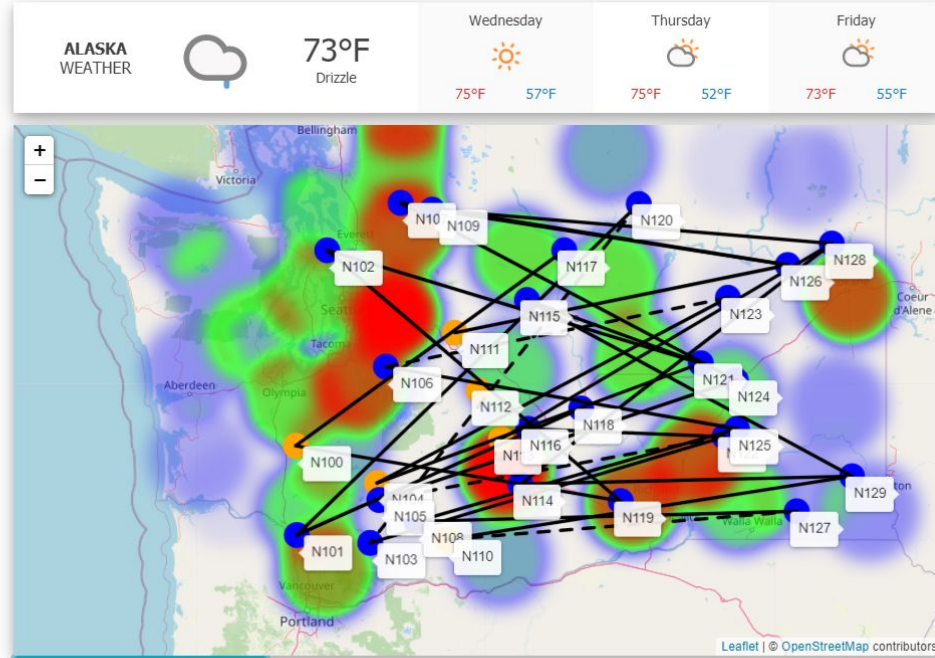 ALASKA
WEATHER
73°F
Drizzle
Wednesday
75°F 57°F
Thursday
75°F 52°F
Friday
73°F 55°F
+
−
Bellingham
Victoria
N109
N120
N102
N117
N128
N126
Coeur
d'Alene
N123
N115
Tacoma
N111
N106
Aberdeen
Olympia
N121
N124
N112
N118
N116
N125
N100
N104
N105
N114
N129
N119
Walla Walla
N127
N101
N103
N108
N110
Vancouver
Portland
Leaflet | © OpenStreetMap contributors